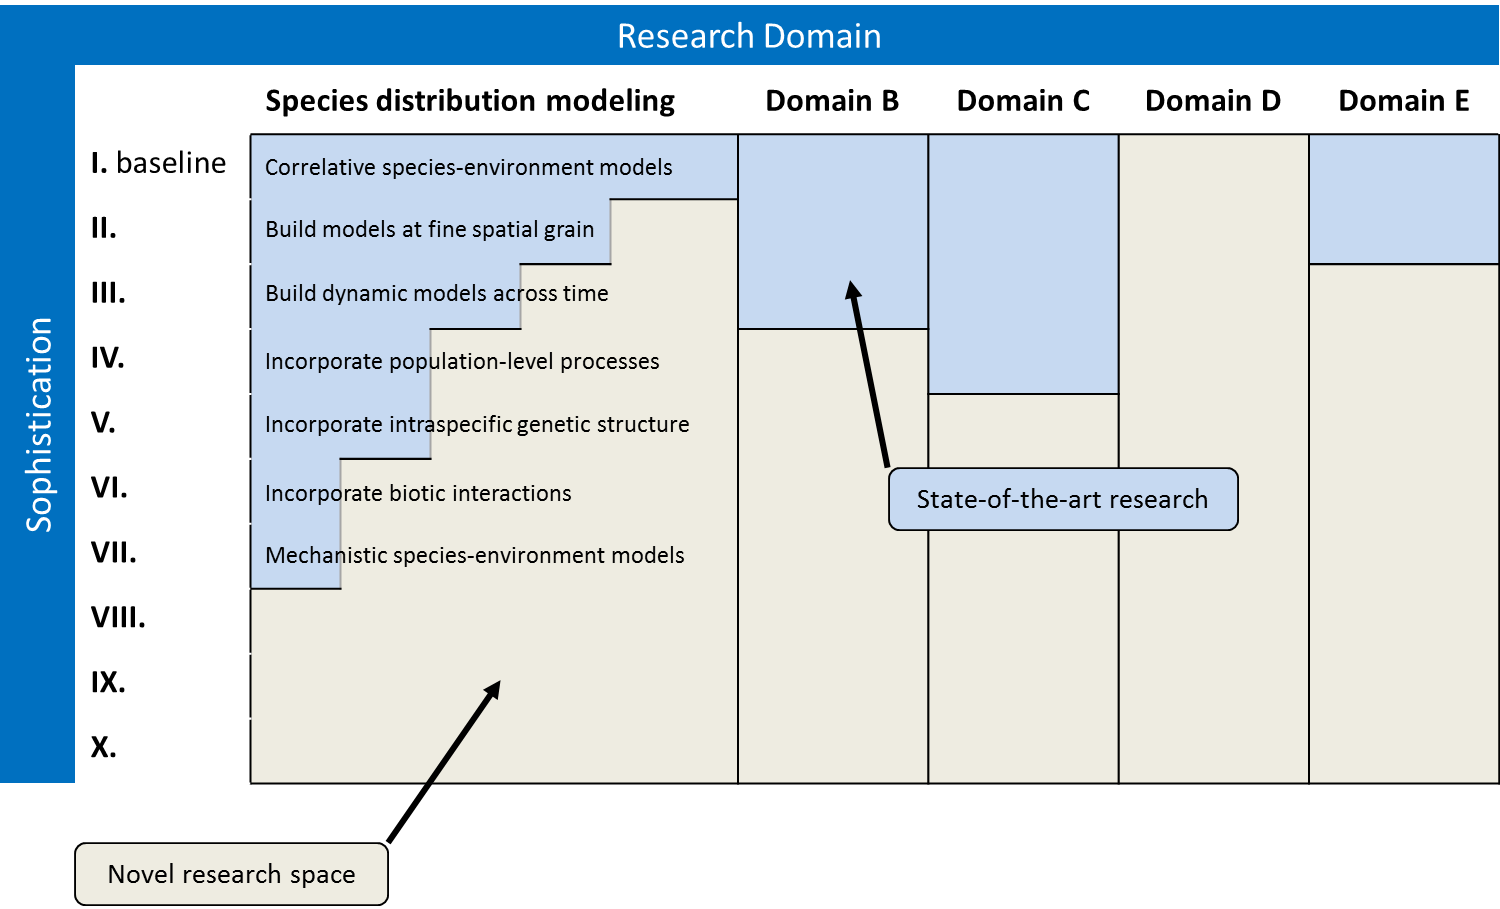 Research Domain
Species distribution modeling Domain B Domain C Domain D Domain E
I. baseline Correlative species-environment models
II. Build models at fine spatial grain
III. Build dynamic models across time
IV. Incorporate population-level processes
V. Incorporate intraspecific genetic structure
VI. Incorporate biotic interactions
VII. Mechanistic species-environment models
VIII.
IX.
X.
Sophistication
State-of-the-art research
Novel research space